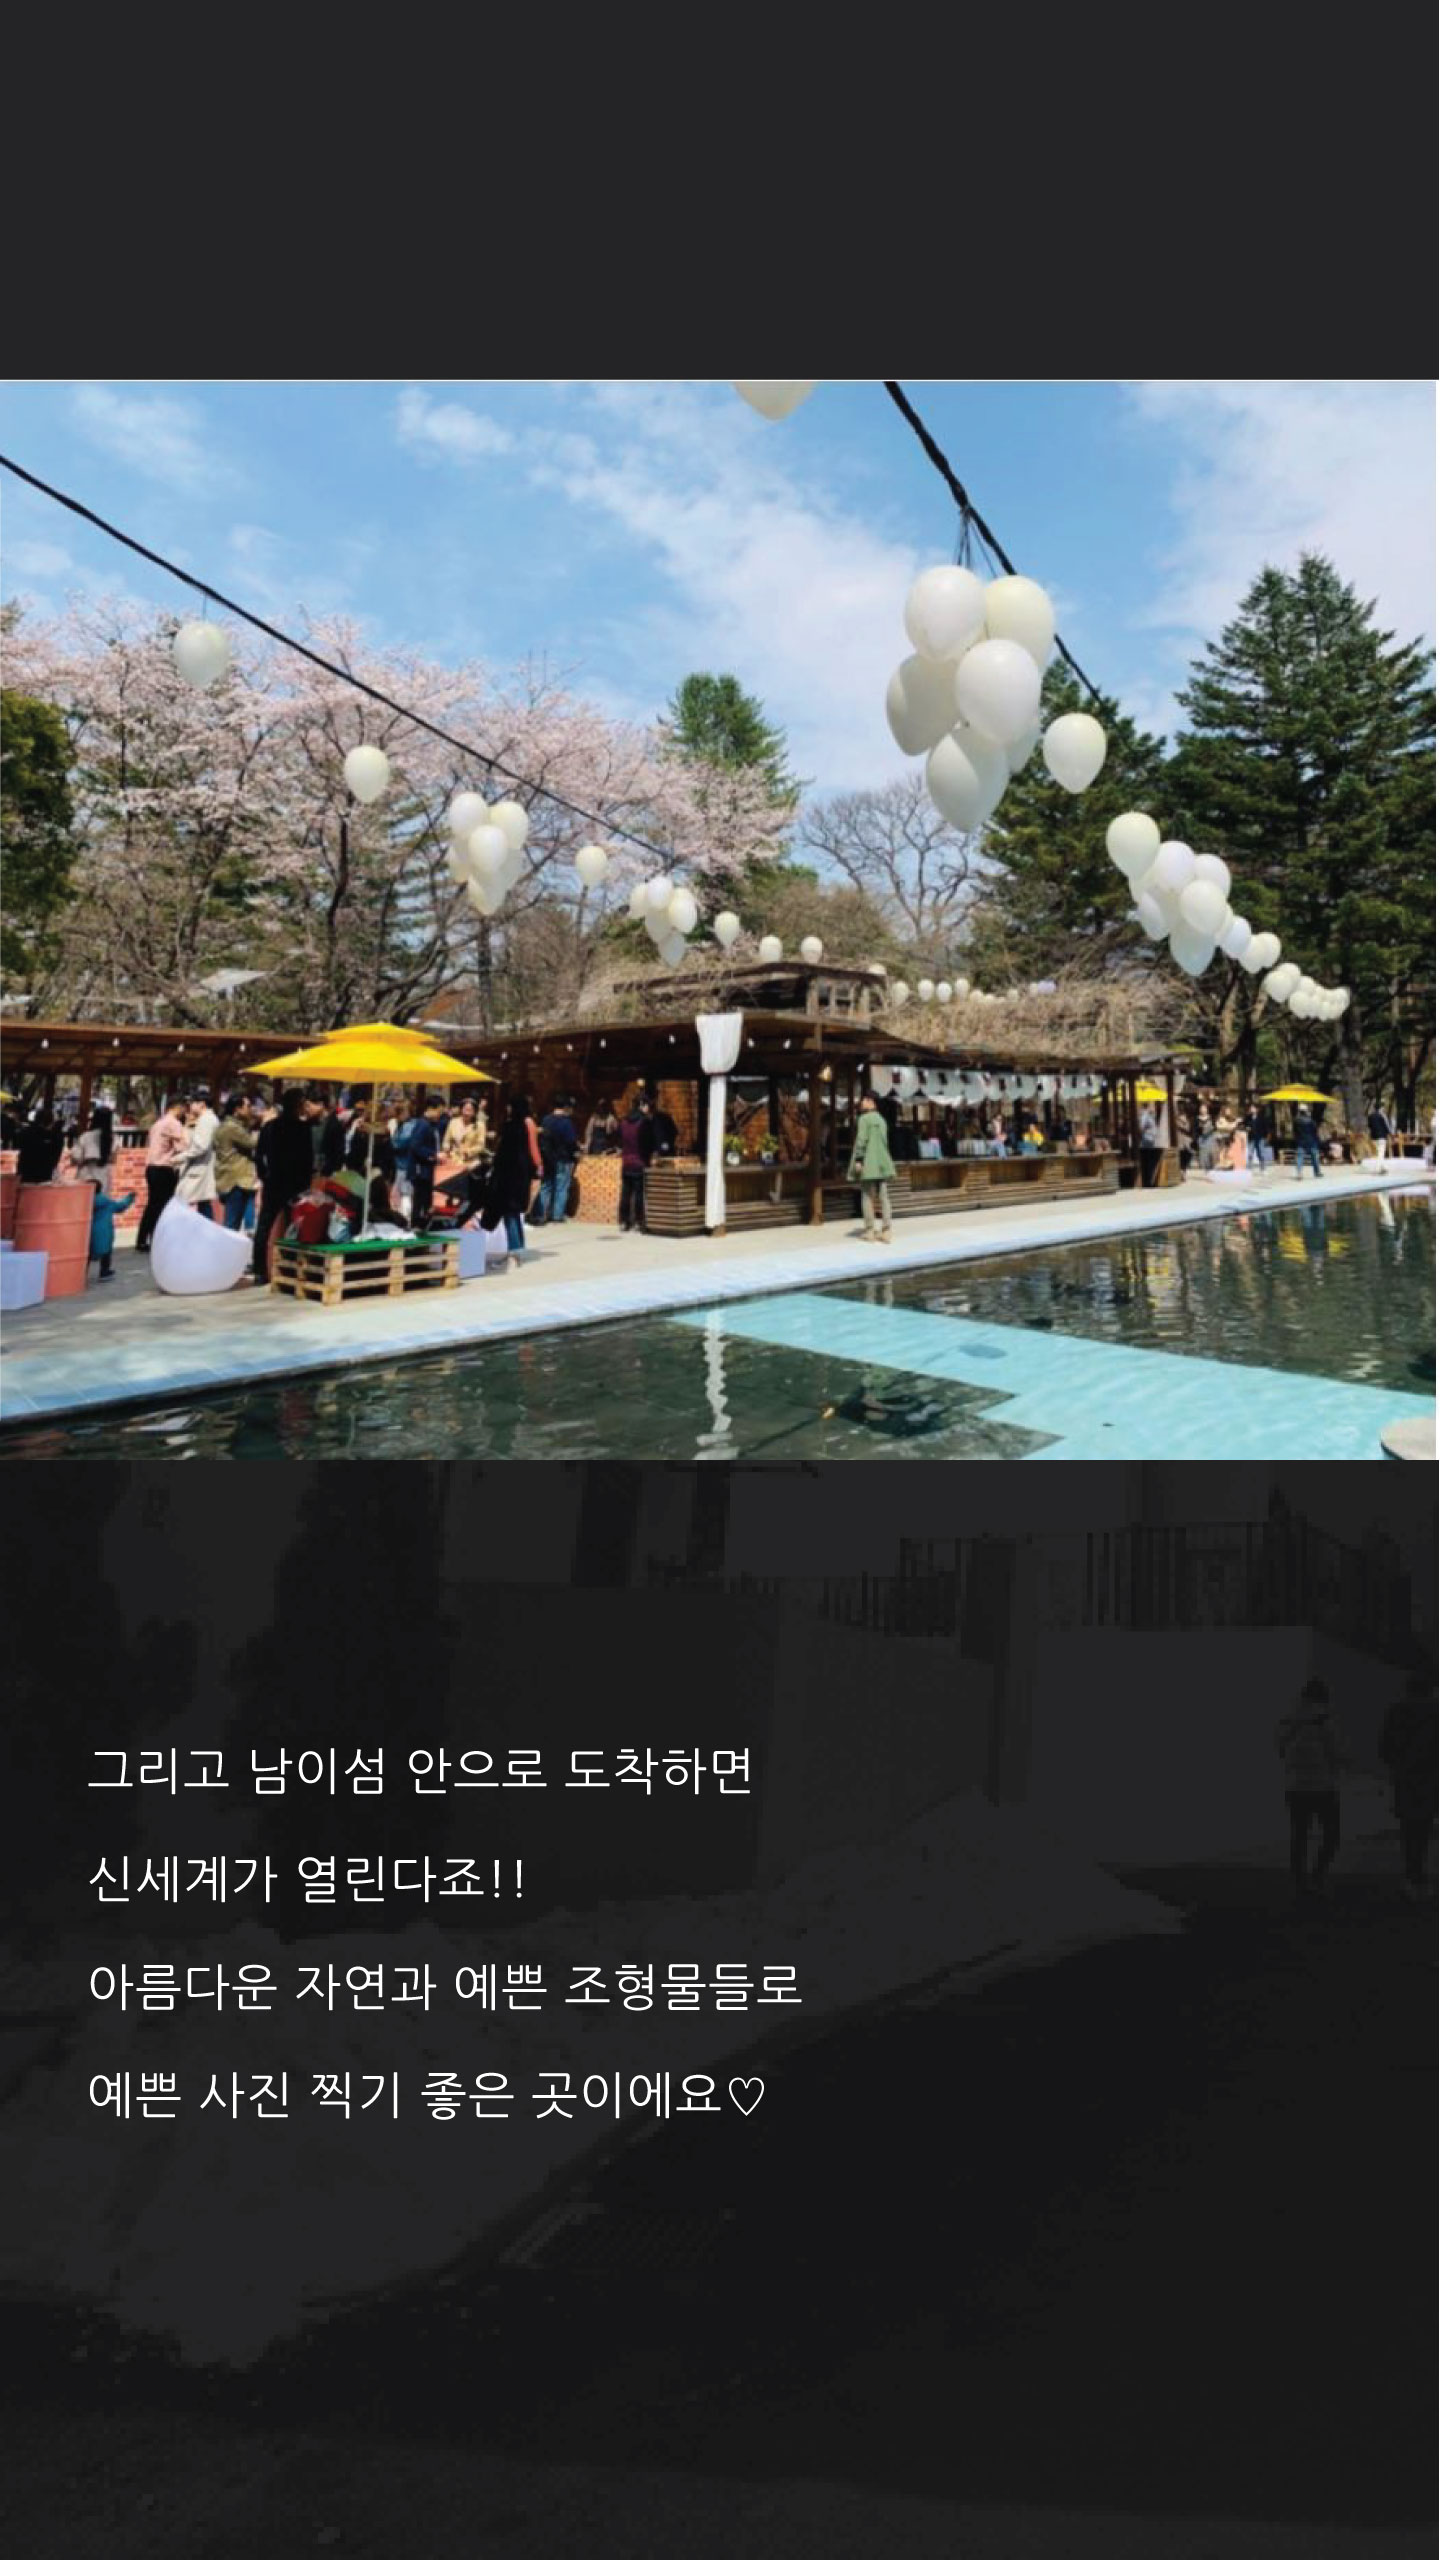 그리고 남이섬 안으로 도착하면
신세계가 열린다죠!!
아름다운 자연과 예쁜 조형물들로
예쁜 사진 찍기 좋은 곳이에요♡